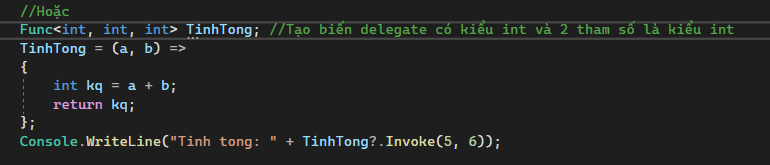 //Hoặc
Func<int, int, int> TinhTong; //Tạo biến delegate có kiểu int và 2 tham số là kiểu int
TinhTong = (a, b) =>
{
    int kq = a + b;
    return kq;
};
Console.WriteLine("Tinh tong: " + TinhTong?.Invoke(5, 6));